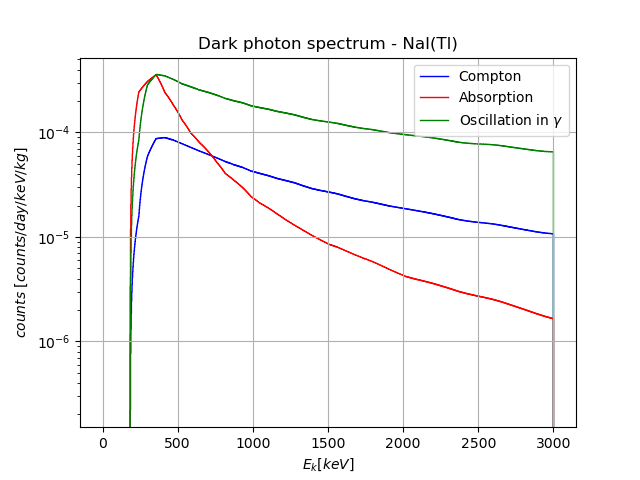 Dark photon spectrum - NaI(Tl)
Compton
Absorption
Oscillation in γ
counts [counts/day/keV/kg]
10⁻⁴
10⁻⁵
10⁻⁶
0 500 1000 1500 2000 2500 3000
Eₖ[keV]